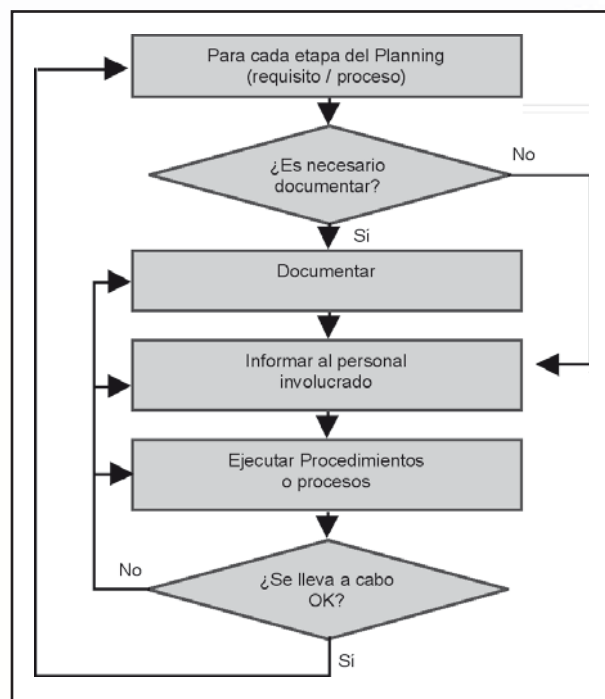 Para cada etapa del Planning
(requisito / proceso)
¿Es necesario
documentar?
No
Si
Documentar
Informar al personal
involucrado
Ejecutar Procedimientos
o procesos
No
¿Se lleva a cabo
OK?
Si